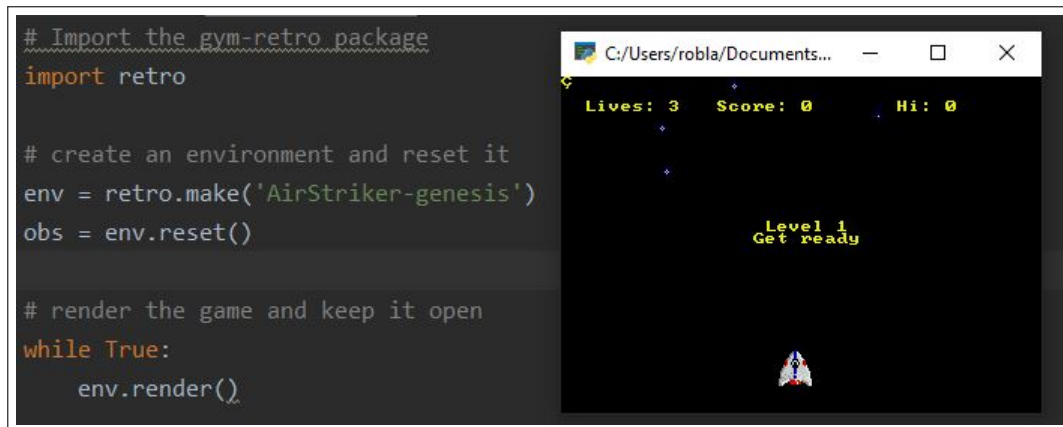 # Import the gym-retro package
import retro
# create an environment and reset it
env = retro.make('AirStriker-genesis')
obs = env.reset()
# render the game and keep it open
while True:
    env.render()
C:/Users/robla/Documents...
Ç
Lives: 3 Score: 0 Hi: 0
Level 1
Get ready